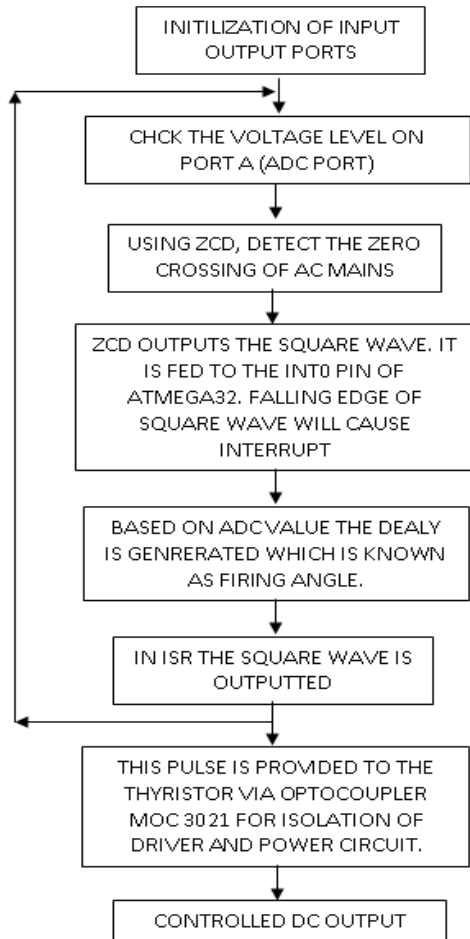 INITILIZATION OF INPUT
OUTPUT PORTS
CHCK THE VOLTAGE LEVEL ON
PORT A (ADC PORT)
USING ZCD, DETECT THE ZERO
CROSSING OF AC MAINS
ZCD OUTPUTS THE SQUARE WAVE. IT
IS FED TO THE INT0 PIN OF
ATMEGA32. FALLING EDGE OF
SQUARE WAVE WILL CAUSE
INTERRUPT
BASED ON ADC VALUE THE DEALY
IS GENRERATED WHICH IS KNOWN
AS FIRING ANGLE.
IN ISR THE SQUARE WAVE IS
OUTPUTTED
THIS PULSE IS PROVIDED TO THE
THYRISTOR VIA OPTOCOUPLER
MOC 3021 FOR ISOLATION OF
DRIVER AND POWER CIRCUIT.
CONTROLLED DC OUTPUT